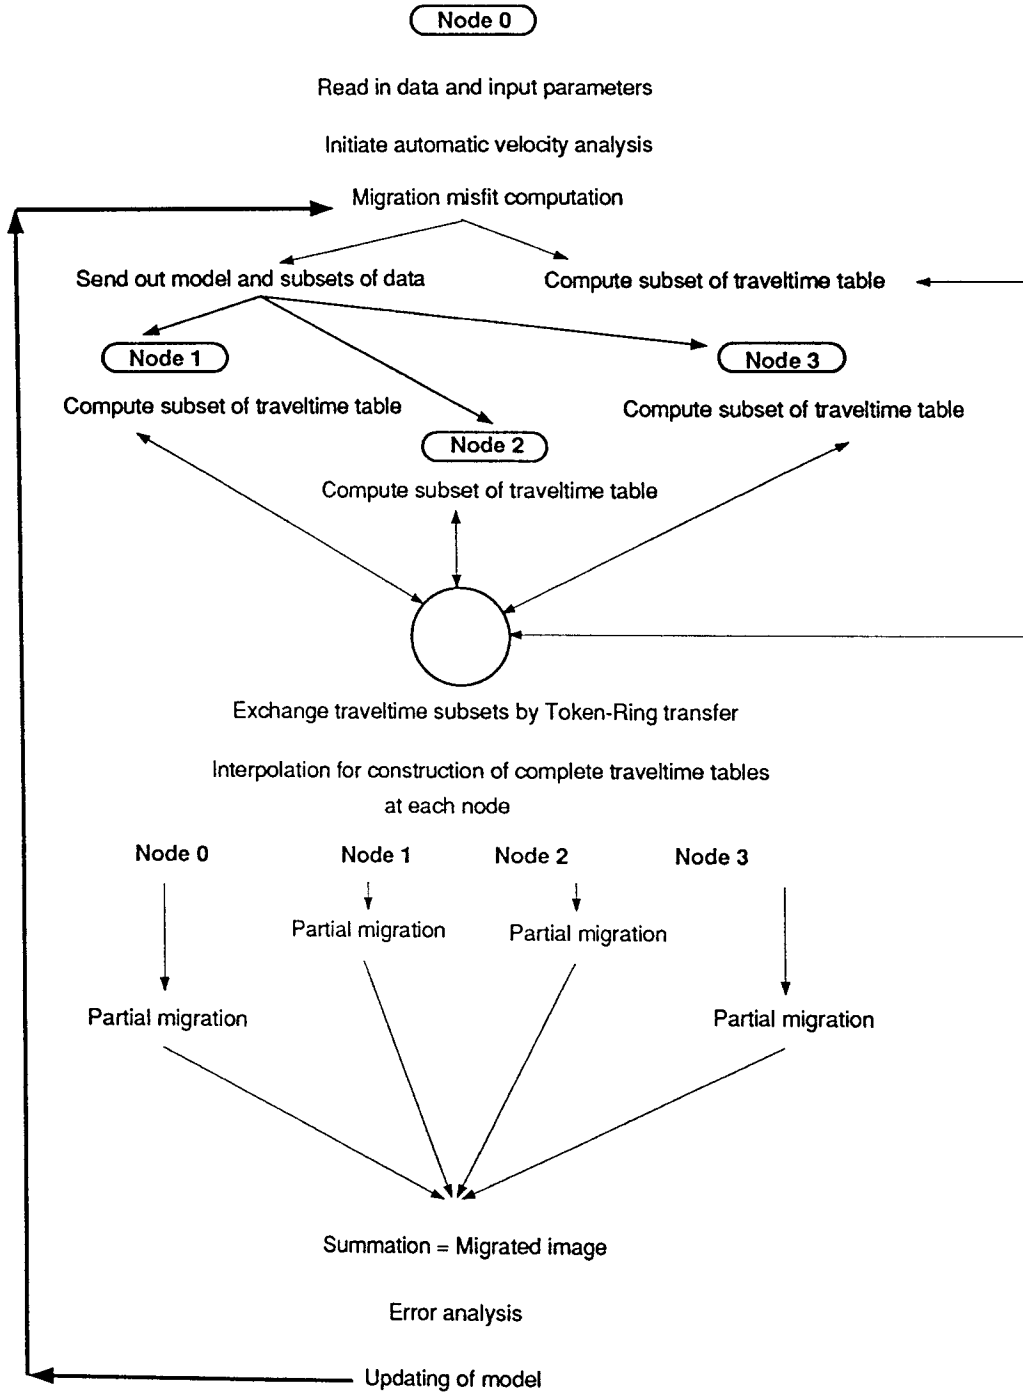 Node 0
Read in data and input parameters
Initiate automatic velocity analysis
Migration misfit computation
Send out model and subsets of data
Compute subset of traveltime table
Node 1
Node 3
Compute subset of traveltime table
Compute subset of traveltime table
Node 2
Compute subset of traveltime table
Exchange traveltime subsets by Token-Ring transfer
Interpolation for construction of complete traveltime tables
at each node
Node 0
Node 1
Node 2
Node 3
Partial migration
Partial migration
Partial migration
Partial migration
Summation = Migrated image
Error analysis
Updating of model